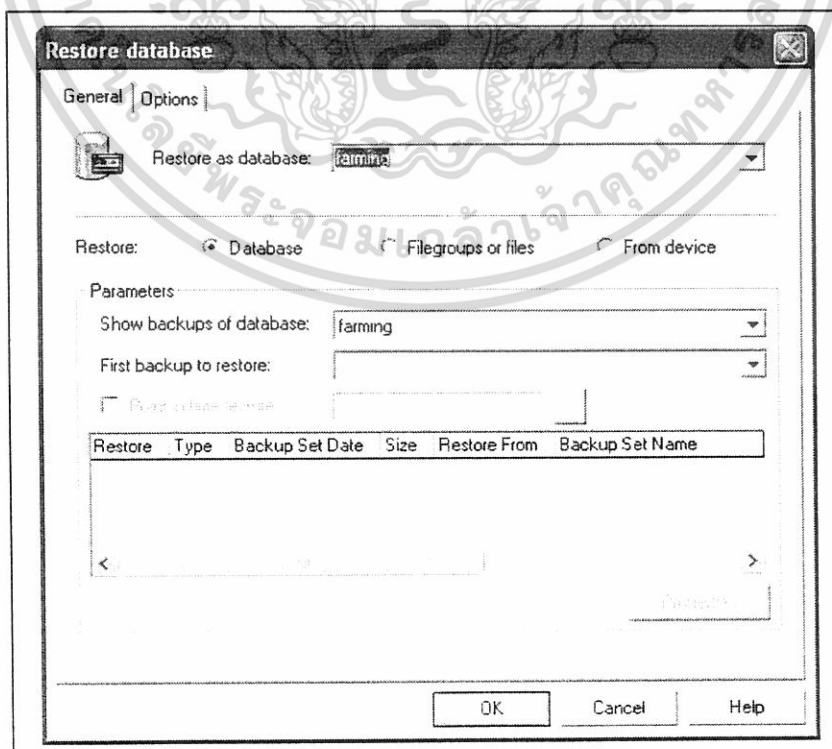 Restore database
General Options
Restore as database: farming
Restore: Database Filegroups or files From device
Parameters
Show backups of database: farming
First backup to restore:
Restore Type Backup Set Date Size Restore From Backup Set Name
OK Cancel Help